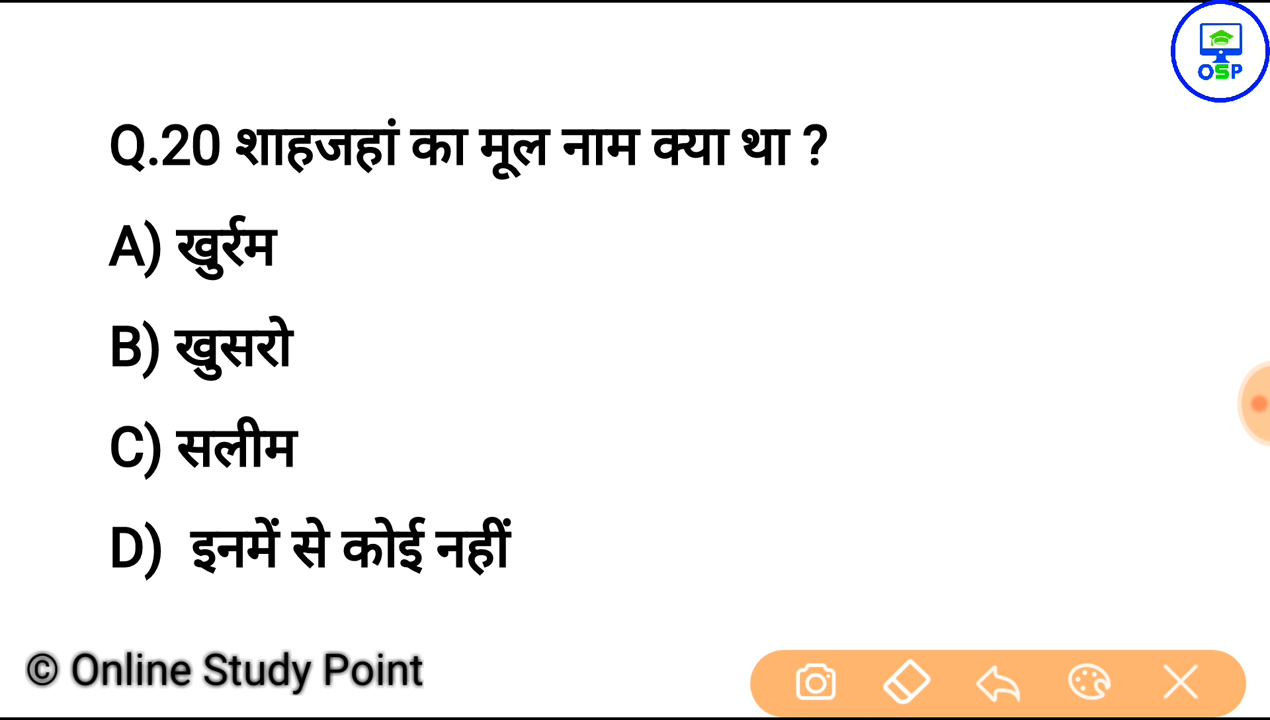 OSP
Q.20 शाहजहां का मूल नाम क्या था ?
A) खुर्रम
B) खुसरो
C) सलीम
D) इनमें से कोई नहीं
© Online Study Point